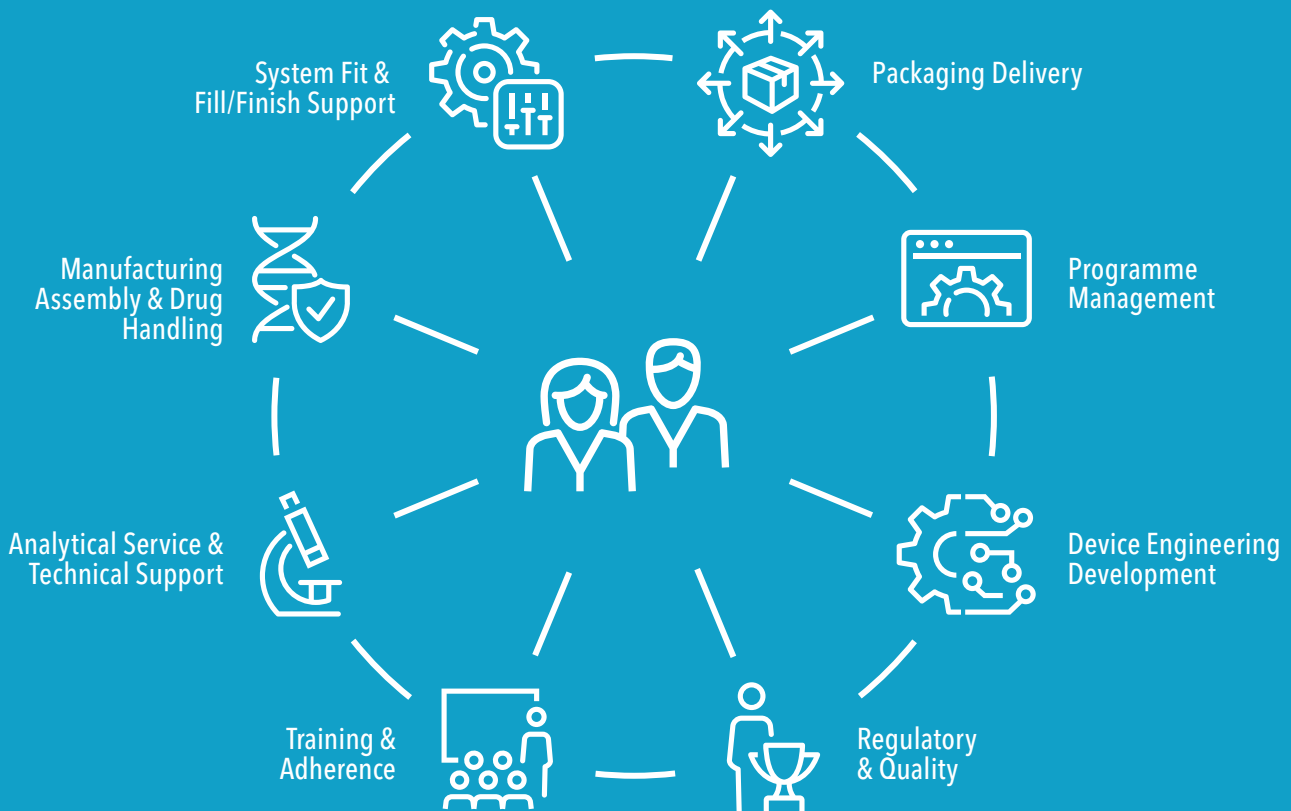 System Fit &
Fill/Finish Support
Packaging Delivery
Manufacturing
Assembly & Drug
Handling
Programme
Management
Analytical Service &
Technical Support
Device Engineering
Development
Training &
Adherence
Regulatory
& Quality